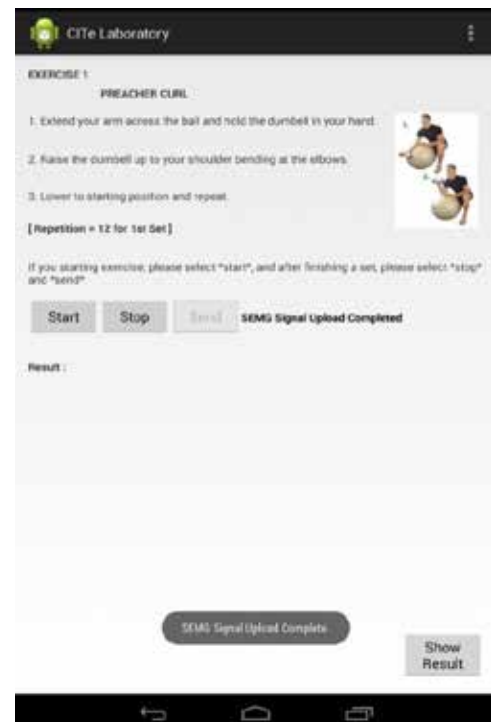 CITe Laboratory
EXERCISE 1
PREACHER CURL
1. Extend your arm across the ball and hold the dumbell in your hand.
2. Raise the dumbell up to your shoulder bending at the elbows.
3. Lower to starting position and repeat.
[ Repetition = 12 for 1st Set ]
If you starting exercise, please select "start", and after finishing a set, please select "stop"
and "send"
Start Stop Send SEMG Signal Upload Completed
Result :
SEMG Signal Upload Complete
Show
Result